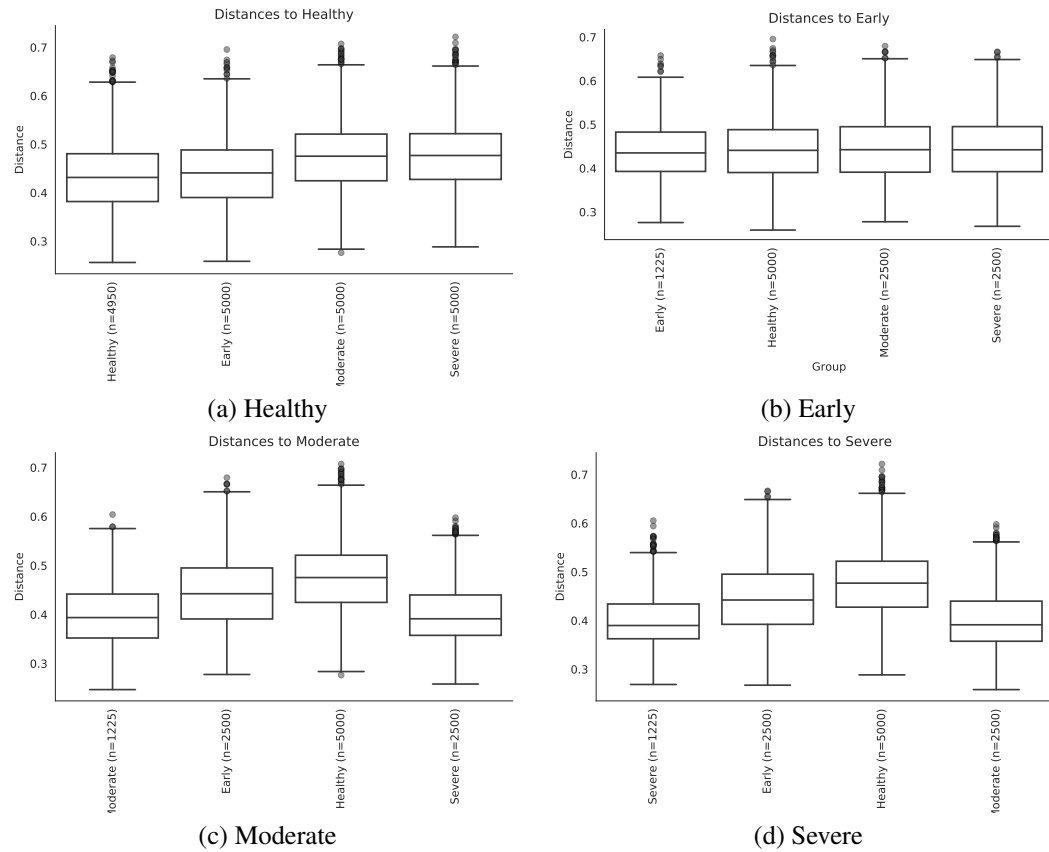 Distances to Healthy
Distance
0.7
0.6
0.5
0.4
0.3
Healthy (n=4950)
Early (n=5000)
oderate (n=5000)
Severe (n=5000)
(a) Healthy
Distances to Early
Distance
0.7
0.6
0.5
0.4
0.3
Early (n=1225)
Healthy (n=5000)
Moderate (n=2500)
Severe (n=2500)
Group
(b) Early
Distances to Moderate
Distance
0.7
0.6
0.5
0.4
0.3
oderate (n=1225)
Early (n=2500)
Healthy (n=5000)
Severe (n=2500)
(c) Moderate
Distances to Severe
Distance
0.7
0.6
0.5
0.4
0.3
Severe (n=1225)
Early (n=2500)
Healthy (n=5000)
oderate (n=2500)
(d) Severe